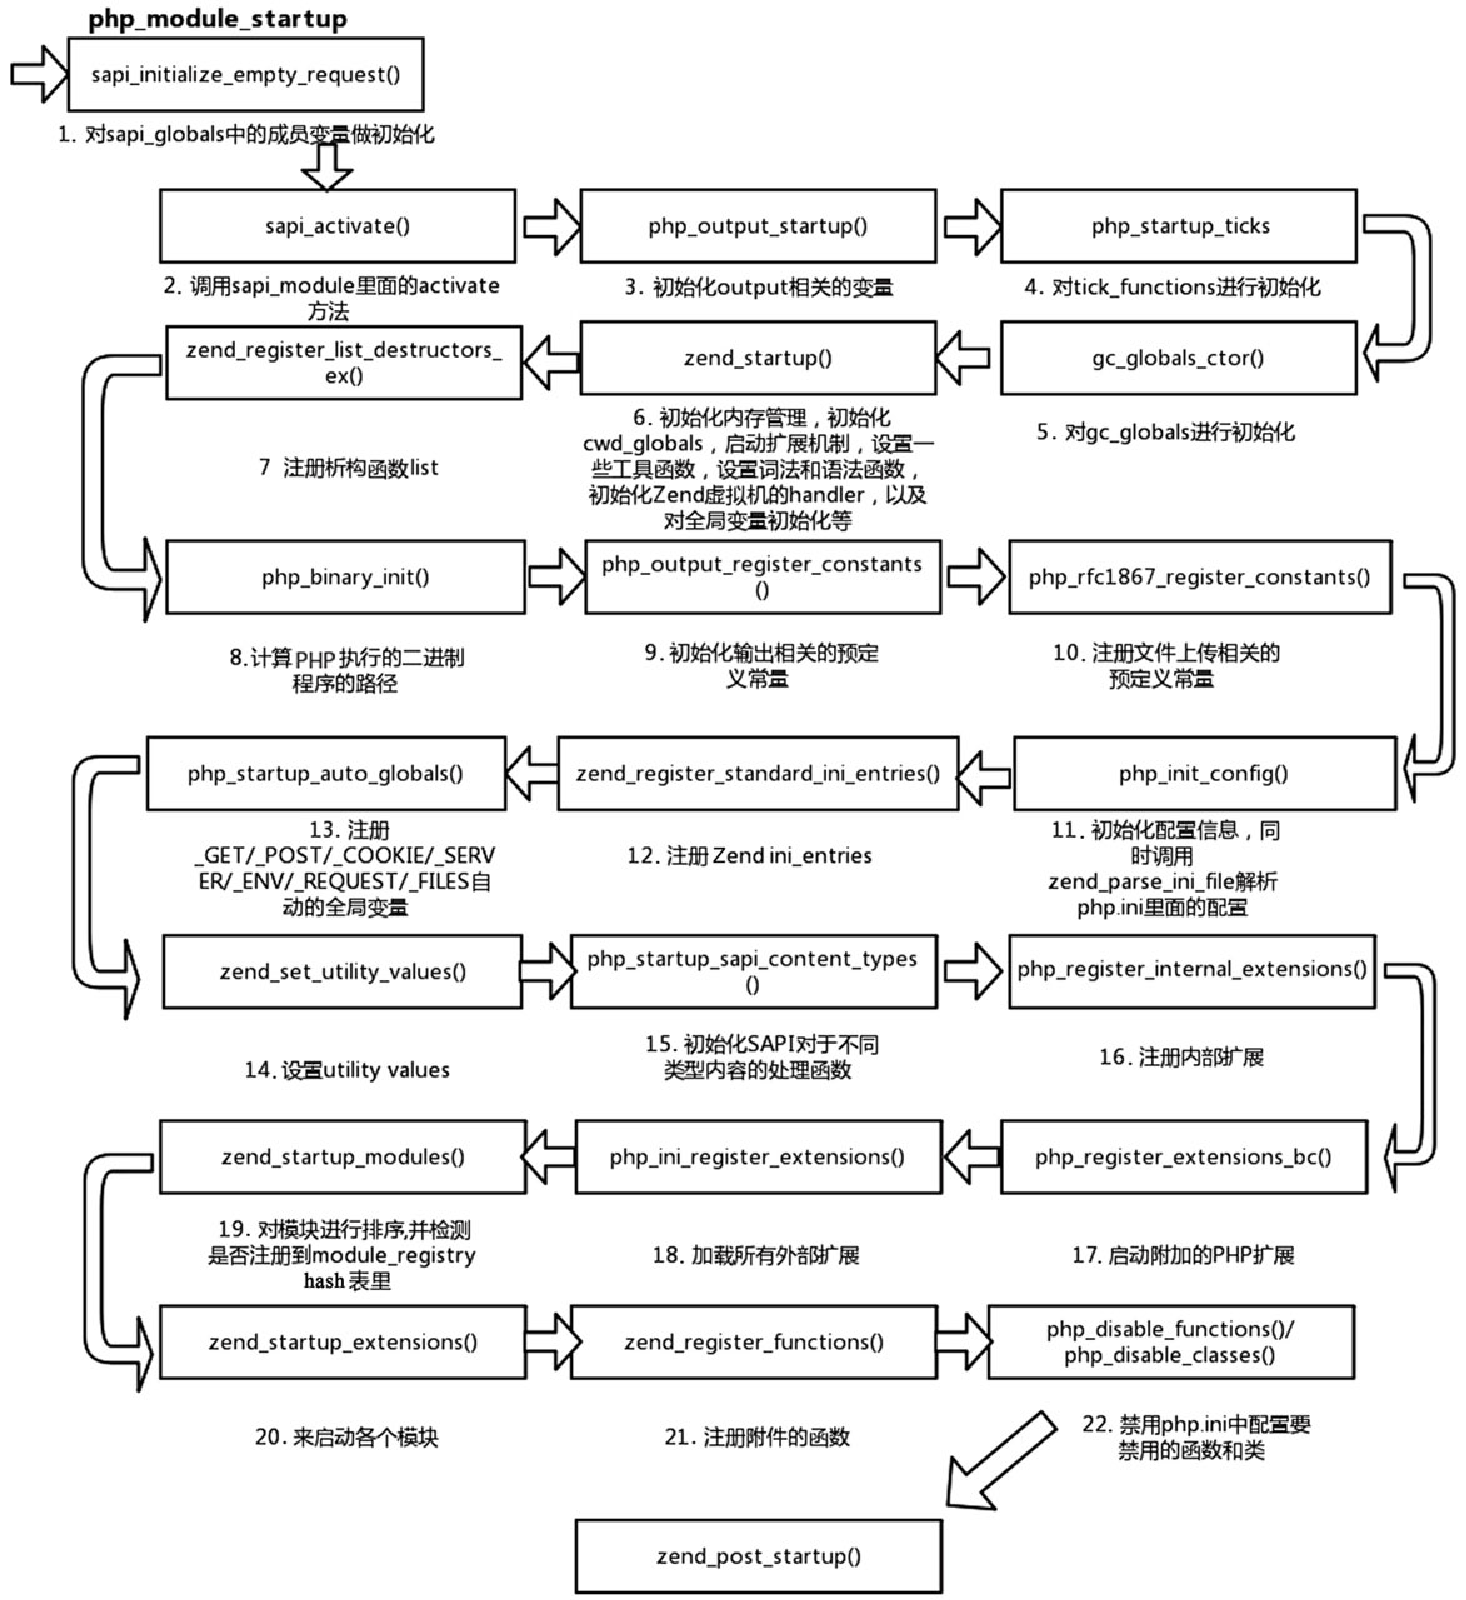 php_module_startup
sapi_initialize_empty_request()
1. 对sapi_globals中的成员变量做初始化
sapi_activate()
2. 调用sapi_module里面的activate
方法
php_output_startup()
3. 初始化output相关的变量
php_startup_ticks
4. 对tick_functions进行初始化
gc_globals_ctor()
5. 对gc_globals进行初始化
zend_startup()
6. 初始化内存管理，初始化
cwd_globals，启动扩展机制，设置一
些工具函数，设置词法和语法函数，
初始化Zend虚拟机的handler，以及
对全局变量初始化等
zend_register_list_destructors_
ex()
7 注册析构函数list
php_binary_init()
8.计算PHP执行的二进制
程序的路径
php_output_register_constants
()
9. 初始化输出相关的预定
义常量
php_rfc1867_register_constants()
10. 注册文件上传相关的
预定义常量
php_init_config()
11. 初始化配置信息，同
时调用
zend_parse_ini_file解析
php.ini里面的配置
zend_register_standard_ini_entries()
12. 注册 Zend ini_entries
php_startup_auto_globals()
13. 注册
_GET/_POST/_COOKIE/_SERV
ER/_ENV/_REQUEST/_FILES自
动的全局变量
zend_set_utility_values()
14. 设置utility values
php_startup_sapi_content_types
()
15. 初始化SAPI对于不同
类型内容的处理函数
php_register_internal_extensions()
16. 注册内部扩展
php_register_extensions_bc()
17. 启动附加的PHP扩展
php_ini_register_extensions()
18. 加载所有外部扩展
zend_startup_modules()
19. 对模块进行排序,并检测
是否注册到module_registry
hash表里
zend_startup_extensions()
20. 来启动各个模块
zend_register_functions()
21. 注册附件的函数
php_disable_functions()/
php_disable_classes()
22. 禁用php.ini中配置要
禁用的函数和类
zend_post_startup()